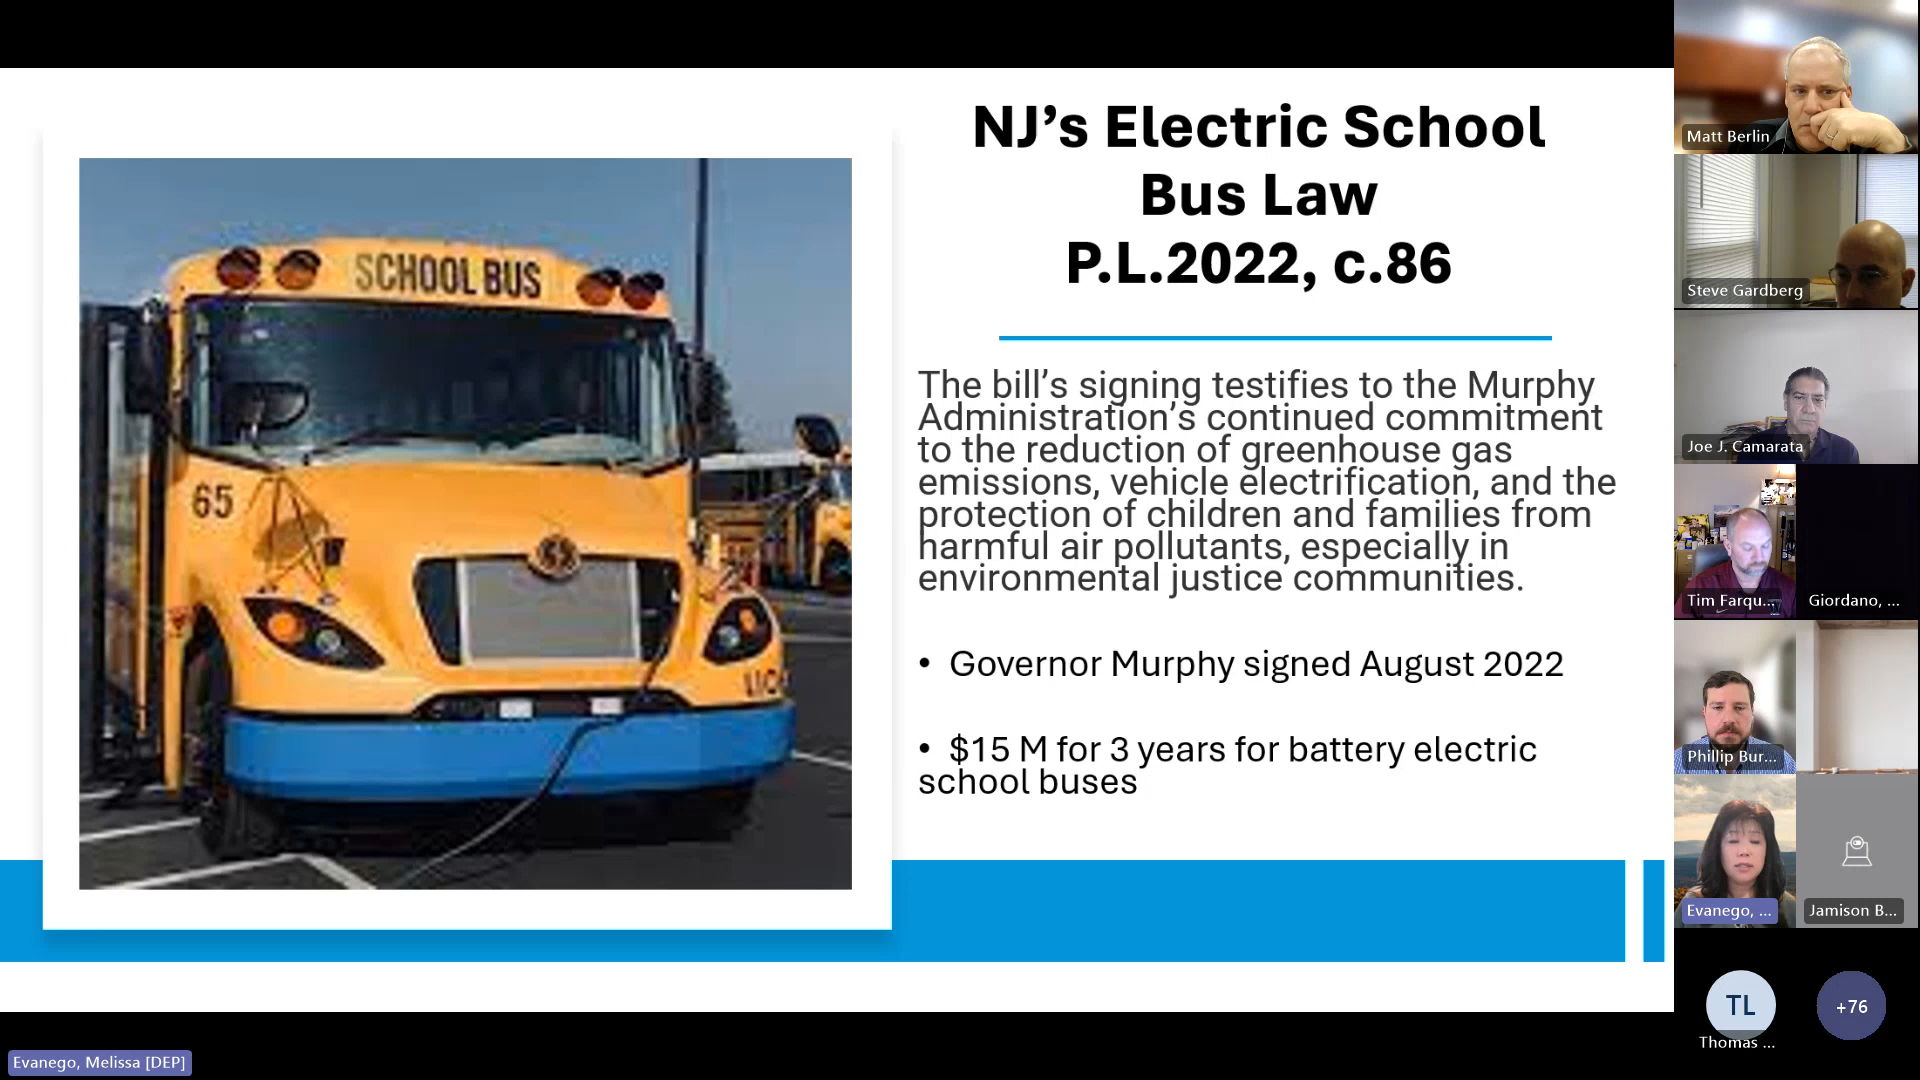 NJ’s Electric School
Bus Law
P.L.2022, c.86
The bill’s signing testifies to the Murphy
Administration’s continued commitment
to the reduction of greenhouse gas
emissions, vehicle electrification, and the
protection of children and families from
harmful air pollutants, especially in
environmental justice communities.
• Governor Murphy signed August 2022
• $15 M for 3 years for battery electric
school buses
SCHOOL BUS
65
Matt Berlin
Steve Gardberg
Joe J. Camarata
Tim Farqu...
Giordano, ...
Phillip Bur...
Evanego, ...
Jamison B...
TL
+76
Thomas ...
Evanego, Melissa [DEP]